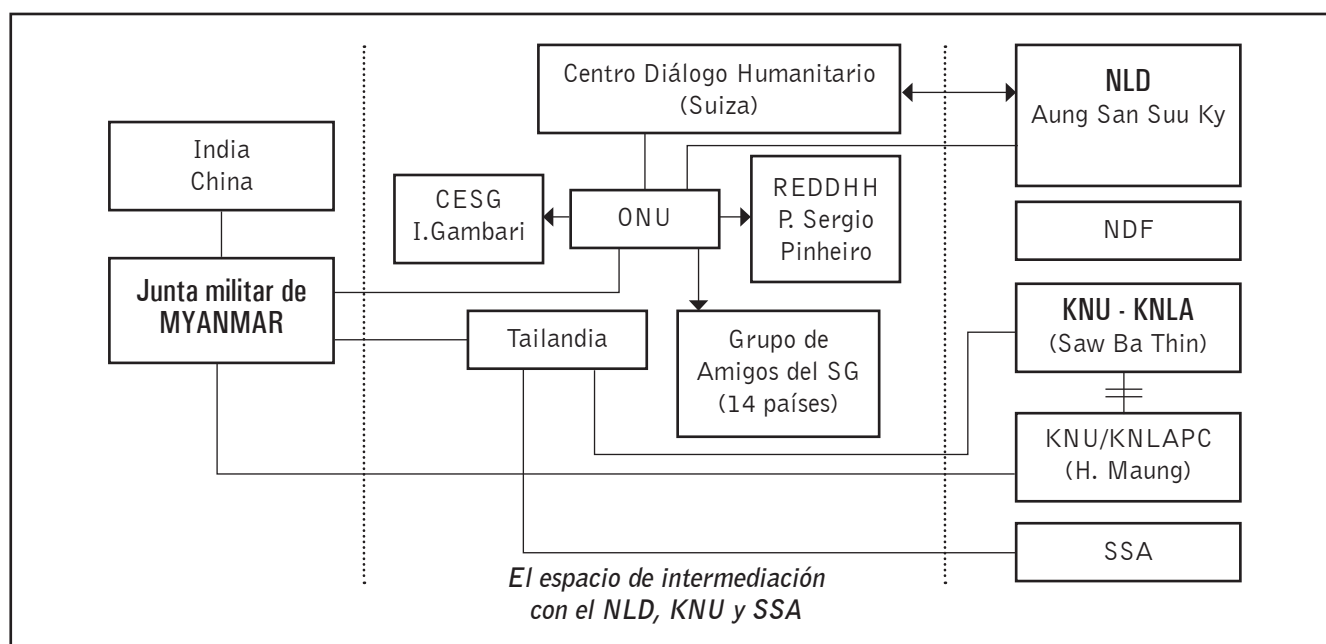 India
China
Junta militar de
MYANMAR
Centro Diálogo Humanitario
(Suiza)
CESG
I.Gambari
ONU
REDDHH
P. Sergio
Pinheiro
Tailandia
Grupo de
Amigos del SG
(14 países)
El espacio de intermediación
con el NLD, KNU y SSA
NLD
Aung San Suu Ky
NDF
KNU - KNLA
(Saw Ba Thin)
KNU/KNLAPC
(H. Maung)
SSA